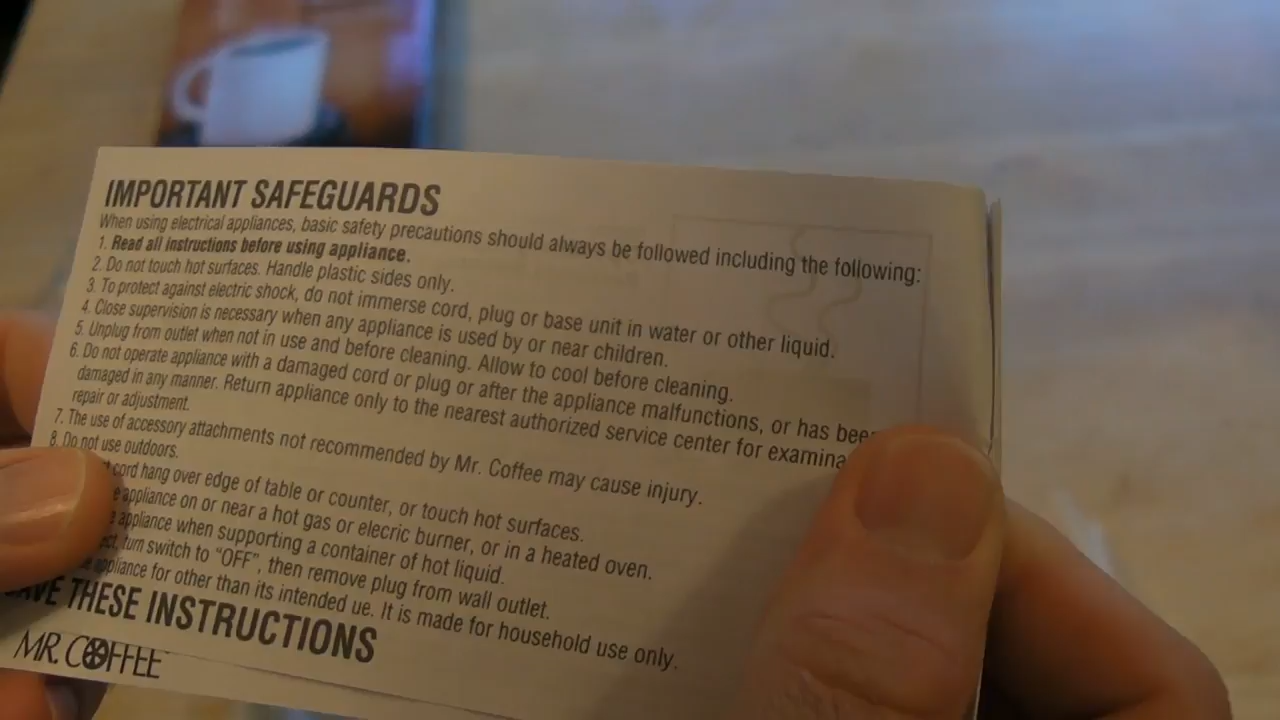 IMPORTANT SAFEGUARDS
When using electrical appliances, basic safety precautions should always be followed including the following:
1. Read all instructions before using appliance.
2. Do not touch hot surfaces. Handle plastic sides only.
3. To protect against electric shock, do not immerse cord, plug or base unit in water or other liquid.
4. Close supervision is necessary when any appliance is used by or near children.
5. Unplug from outlet when not in use and before cleaning. Allow to cool before cleaning.
6. Do not operate appliance with a damaged cord or plug or after the appliance malfunctions, or has been
damaged in any manner. Return appliance only to the nearest authorized service center for examina
repair or adjustment.
7. The use of accessory attachments not recommended by Mr. Coffee may cause injury.
8. Do not use outdoors.
cord hang over edge of table or counter, or touch hot surfaces.
appliance on or near a hot gas or elecric burner, or in a heated oven.
appliance when supporting a container of hot liquid.
turn switch to "OFF", then remove plug from wall outlet.
appliance for other than its intended ue. It is made for household use only.
THESE INSTRUCTIONS
MR. COFFEE